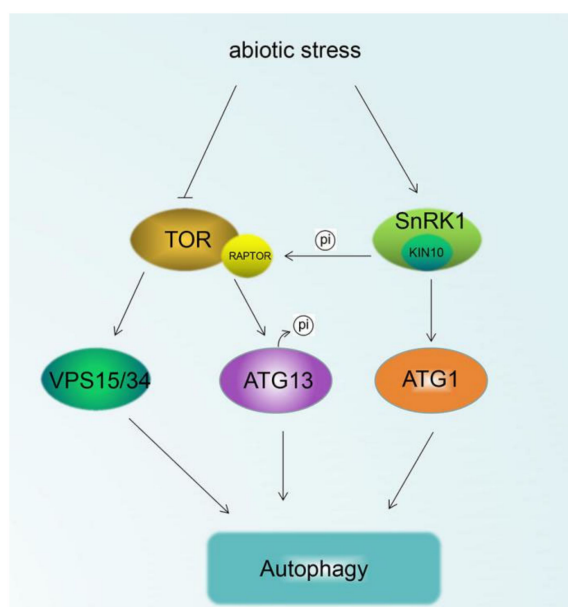 abiotic stress
TOR
RAPTOR
pi
SnRK1
KIN10
pi
VPS15/34
ATG13
ATG1
Autophagy